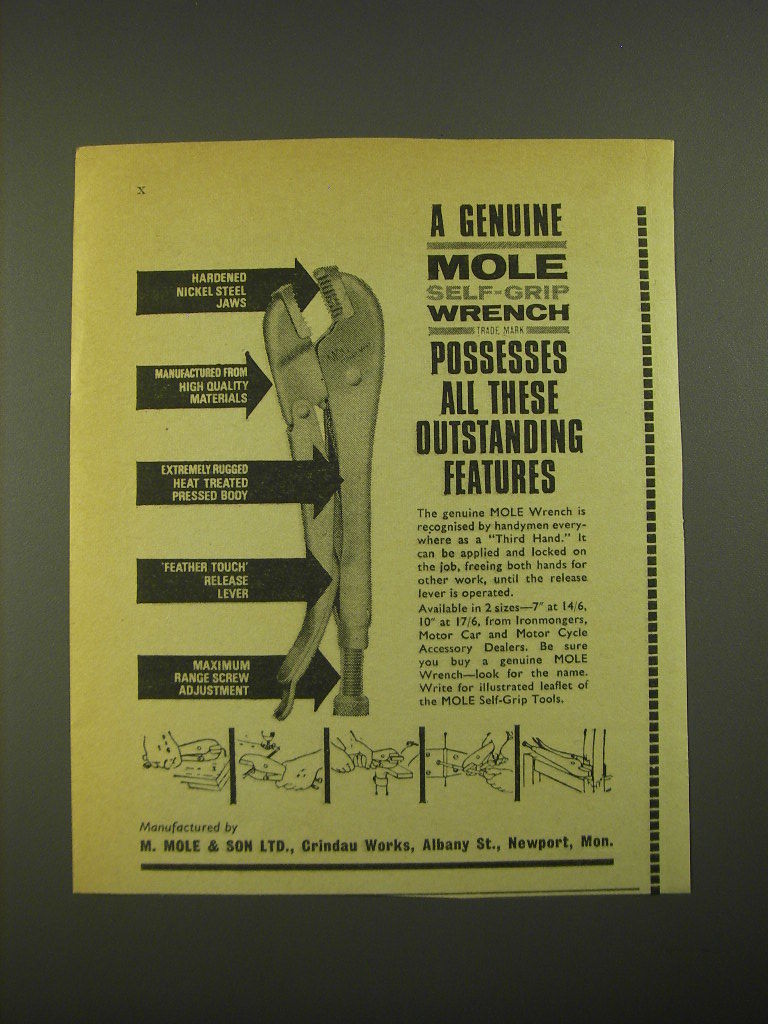 x
A GENUINE
MOLE
SELF-GRIP
WRENCH
TRADE MARK
POSSESSES
ALL THESE
OUTSTANDING
FEATURES
HARDENED
NICKEL STEEL
JAWS
MANUFACTURED FROM
HIGH QUALITY
MATERIALS
EXTREMELY RUGGED
HEAT TREATED
PRESSED BODY
'FEATHER TOUCH'
RELEASE
LEVER
MAXIMUM
RANGE SCREW
ADJUSTMENT
The genuine MOLE Wrench is
recognised by handymen every-
where as a "Third Hand." It
can be applied and locked on
the job, freeing both hands for
other work, until the release
lever is operated.
Available in 2 sizes—7" at 14/6,
10" at 17/6, from Ironmongers,
Motor Car and Motor Cycle
Accessory Dealers. Be sure
you buy a genuine MOLE
Wrench—look for the name.
Write for illustrated leaflet of
the MOLE Self-Grip Tools.
Manufactured by
M. MOLE & SON LTD., Crindau Works, Albany St., Newport, Mon.